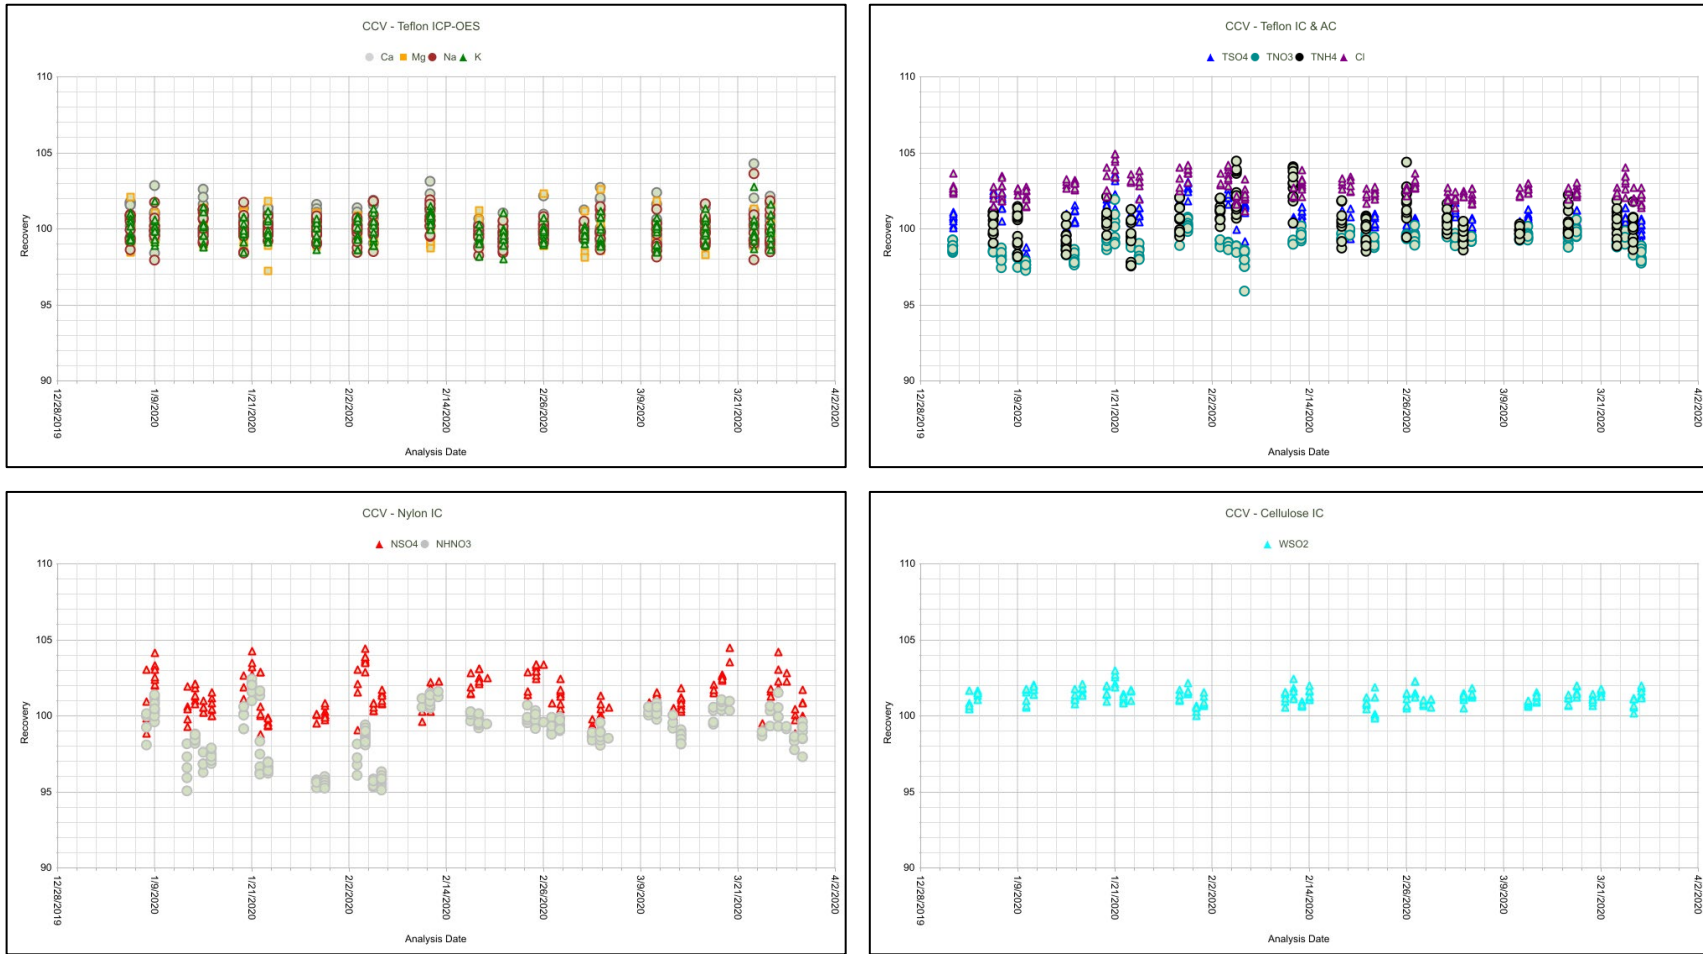 CCV - Teflon ICP-OES
Ca Mg Na K
110
105
100
95
90
Recovery
12/28/2019 1/9/2020 1/21/2020 2/2/2020 2/14/2020 2/26/2020 3/9/2020 3/21/2020 4/2/2020
Analysis Date
CCV - Teflon IC & AC
TSO4 TNO3 TNH4 Cl
110
105
100
95
90
Recovery
12/28/2019 1/9/2020 1/21/2020 2/2/2020 2/14/2020 2/26/2020 3/9/2020 3/21/2020 4/2/2020
Analysis Date
CCV - Nylon IC
NSO4 NHNO3
110
105
100
95
90
Recovery
12/28/2019 1/9/2020 1/21/2020 2/2/2020 2/14/2020 2/26/2020 3/9/2020 3/21/2020 4/2/2020
Analysis Date
CCV - Cellulose IC
WSO2
110
105
100
95
90
Recovery
12/28/2019 1/9/2020 1/21/2020 2/2/2020 2/14/2020 2/26/2020 3/9/2020 3/21/2020 4/2/2020
Analysis Date